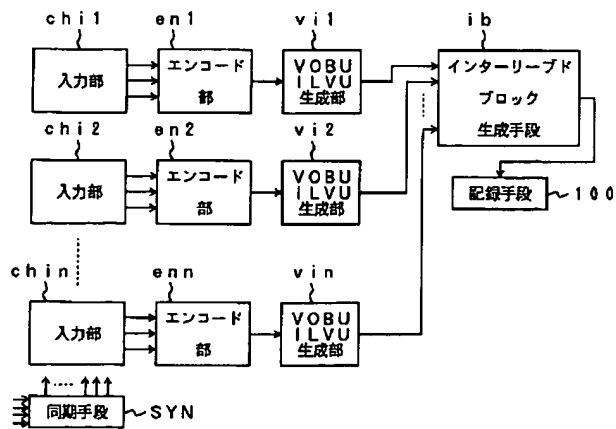 chi1 en1 vi1 ib
入力部
エンコード
部
VOBU
ILVU
生成部
インターリーブド
ブロック
生成手段
chi2 en2 vi2
入力部
エンコード
部
VOBU
ILVU
生成部
記録手段 100
chin enn vin
入力部
エンコード
部
VOBU
ILVU
生成部
同期手段 SYN